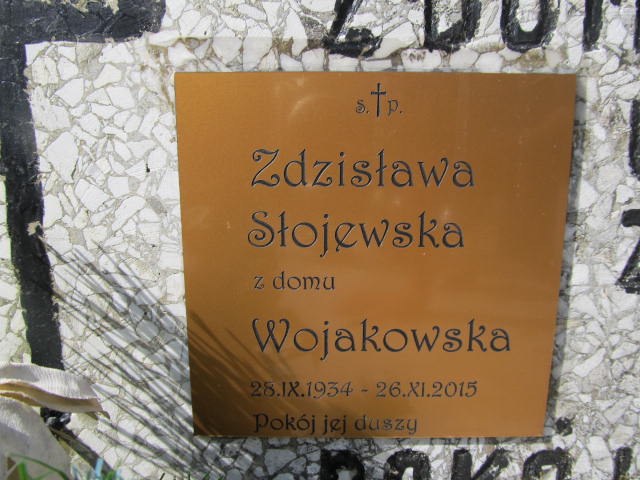 ś.†p.
Zdzisława
Słojewska
z domu
Wojakowska
28.IX.1934 - 26.XI.2015
Pokój jej duszy